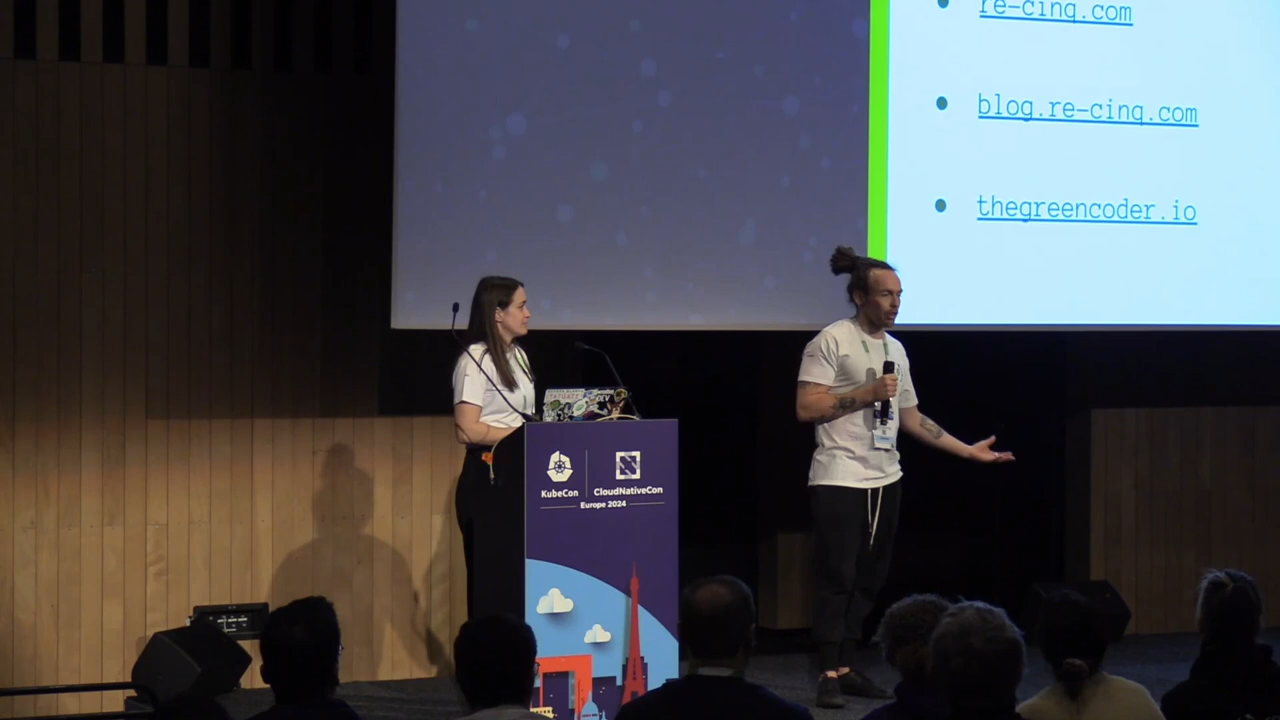 re-cinq.com
blog.re-cinq.com
thegreencoder.io
KubeCon
CloudNativeCon
Europe 2024